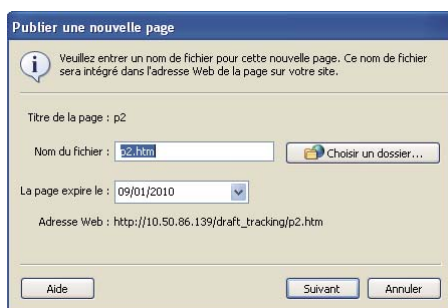 Publier une nouvelle page
Veuillez entrer un nom de fichier pour cette nouvelle page. Ce nom de fichier
sera intégré dans l'adresse Web de la page sur votre site.
Titre de la page : p2
Nom du fichier : p2.htm Choisir un dossier...
La page expire le : 09/01/2010
Adresse Web : http://10.50.86.139/draft_tracking/p2.htm
Aide Suivant Annuler